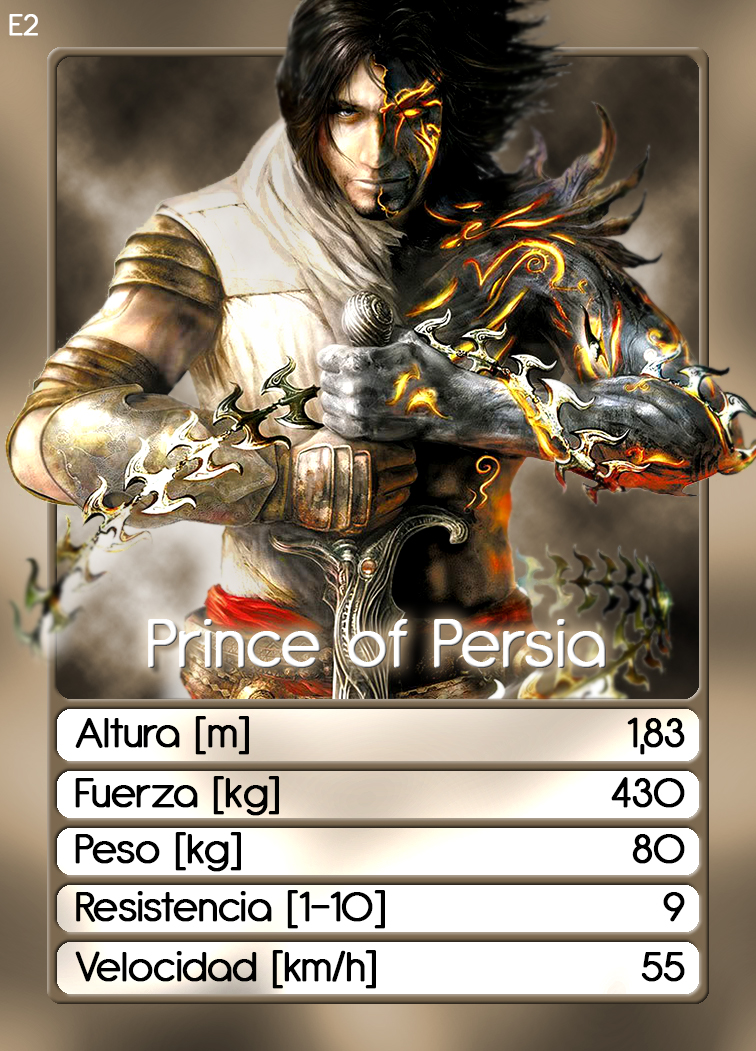 E2
Prince of Persia
Altura [m] 1,83
Fuerza [kg] 430
Peso [kg] 80
Resistencia [1-10] 9
Velocidad [km/h] 55